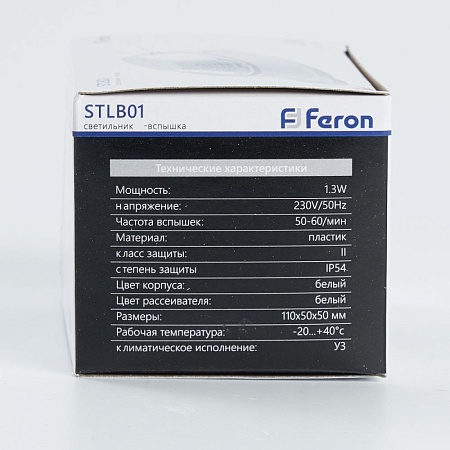 Feron
STLB01
светильник -вспышка
Feron
Технические характеристики
Мощность: 1.3W
напряжение: 230V/50Hz
Частота вспышек: 50-60/мин
Материал: пластик
класс защиты: II
степень защиты IP54
Цвет корпуса: белый
Цвет рассеивателя: белый
Размеры: 110x50x50 мм
Рабочая температура: -20...+40°c
климатическое исполнение: У3